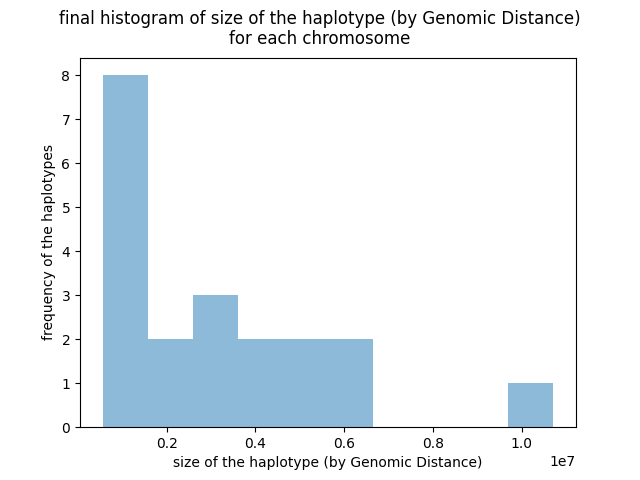 final histogram of size of the haplotype (by Genomic Distance)
for each chromosome
8
7
6
5
4
3
2
1
0
frequency of the haplotypes
0.2 0.4 0.6 0.8 1.0
1e7
size of the haplotype (by Genomic Distance)